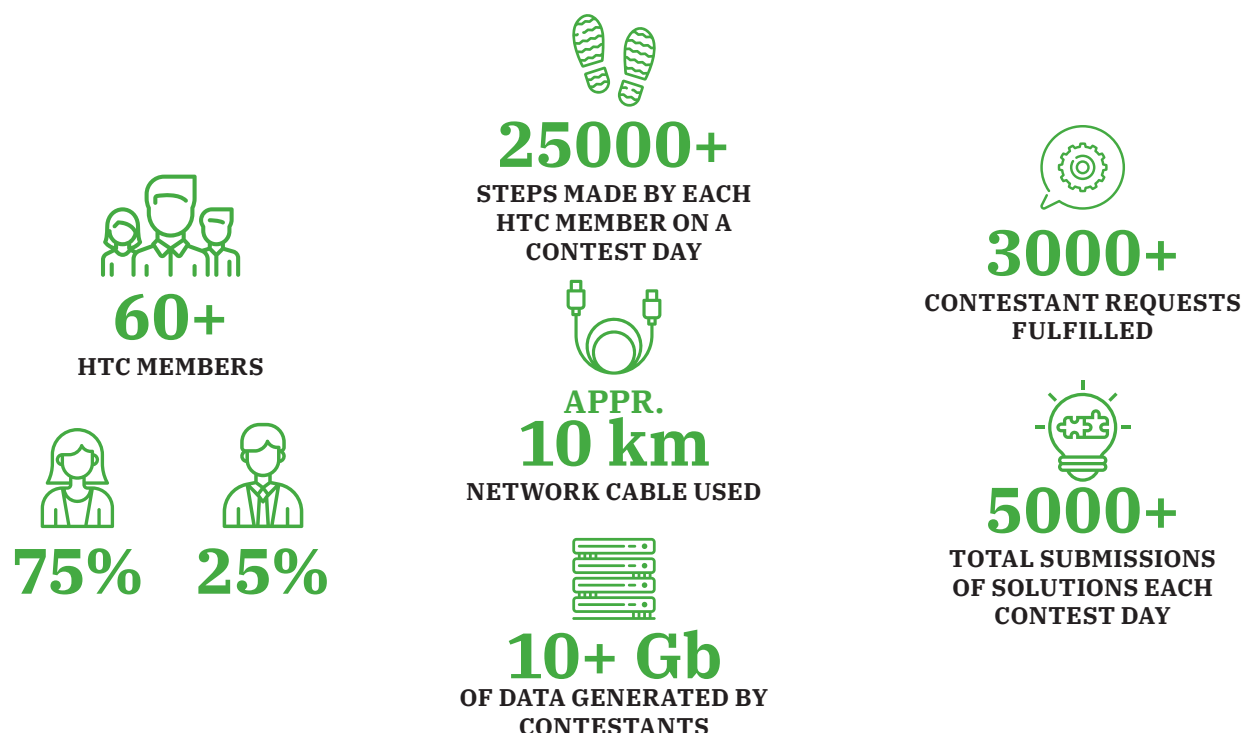 60+
HTC MEMBERS
75%
25%
25000+
STEPS MADE BY EACH
HTC MEMBER ON A
CONTEST DAY
APPR.
10 km
NETWORK CABLE USED
10+ Gb
OF DATA GENERATED BY
CONTESTANTS
3000+
CONTESTANT REQUESTS
FULFILLED
5000+
TOTAL SUBMISSIONS
OF SOLUTIONS EACH
CONTEST DAY